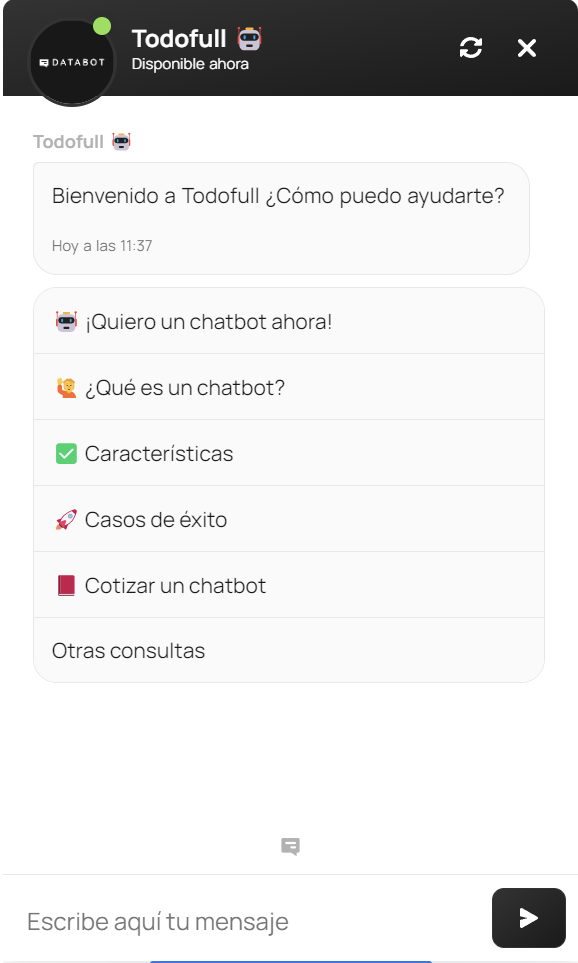 DATABOT
Todofull
Disponible ahora
Todofull
Bienvenido a Todofull ¿Cómo puedo ayudarte?
Hoy a las 11:37
¡Quiero un chatbot ahora!
¿Qué es un chatbot?
Características
Casos de éxito
Cotizar un chatbot
Otras consultas
Escribe aquí tu mensaje